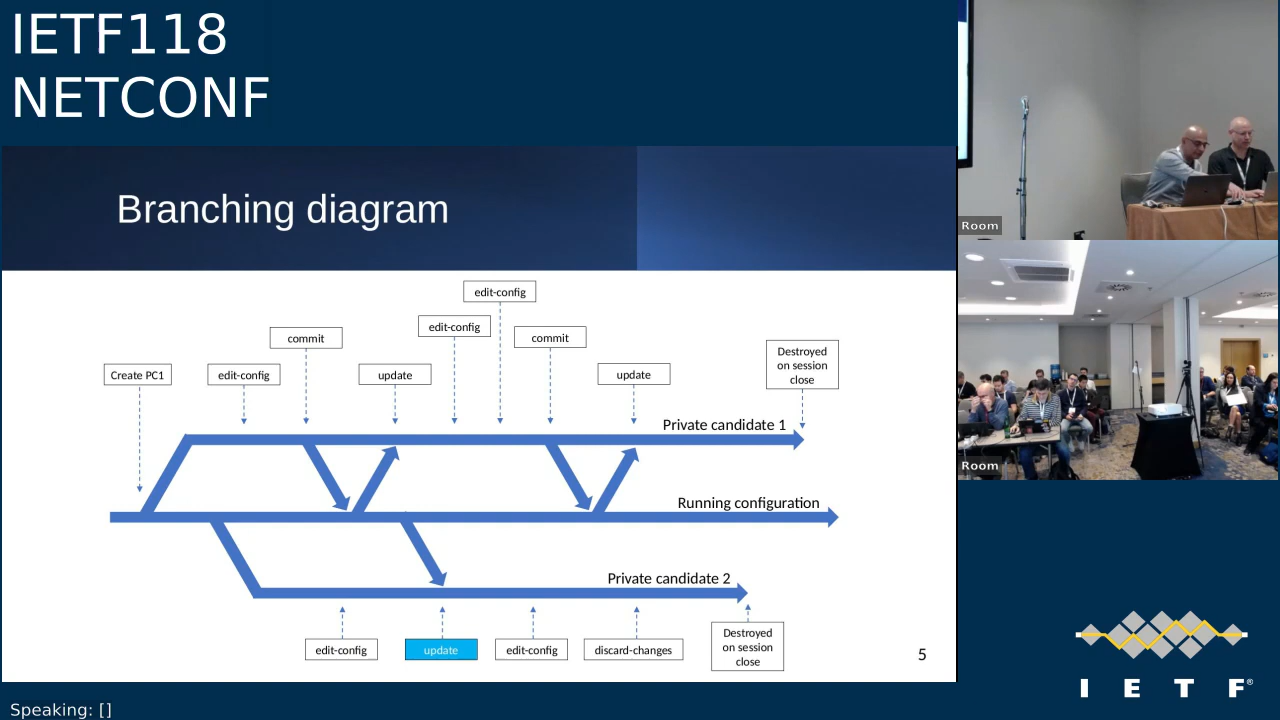 IETF118
NETCONF
Branching diagram
edit-config
edit-config
commit
commit
Create PC1
edit-config
update
update
Destroyed
on session
close
Private candidate 1
Running configuration
Private candidate 2
edit-config
update
edit-config
discard-changes
Destroyed
on session
close
5
Room
Room
I E T F®
Speaking: []